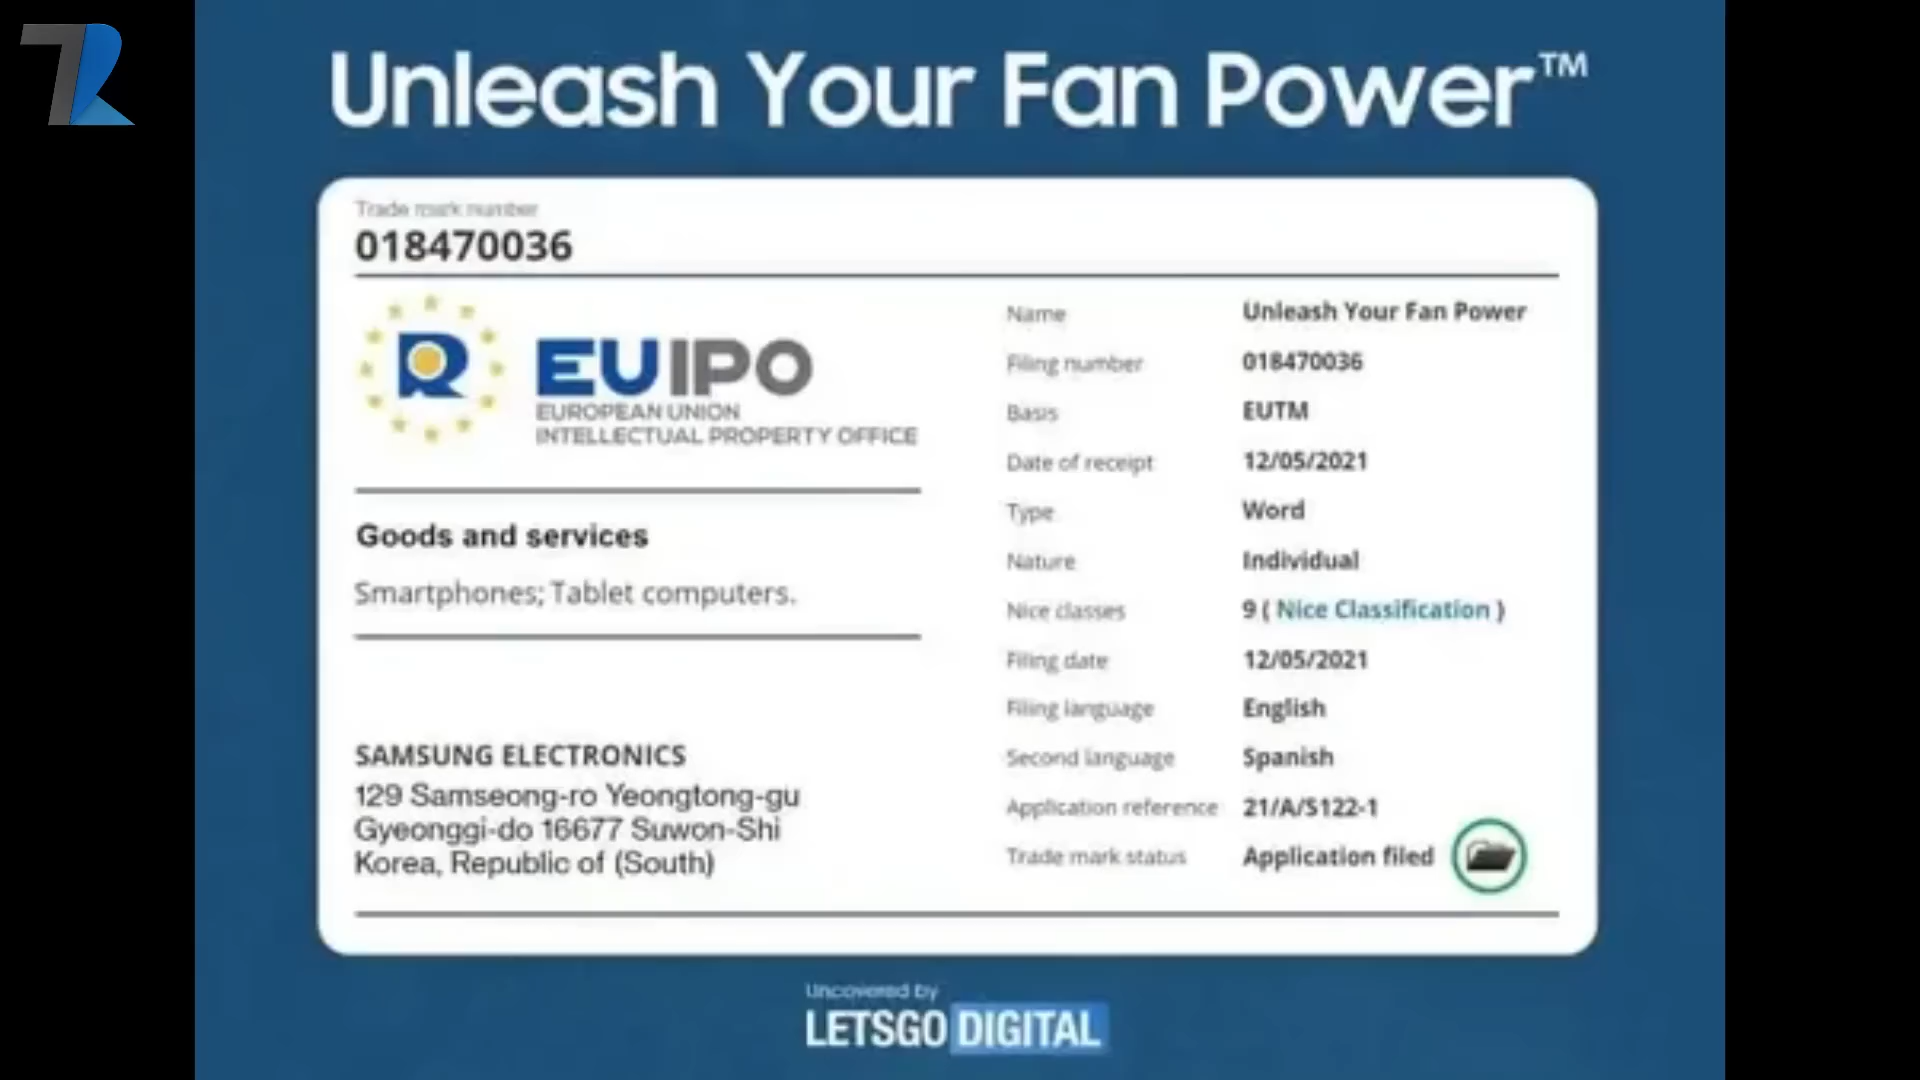 Unleash Your Fan Power™
Trade mark number
018470036
EUIPO
EUROPEAN UNION
INTELLECTUAL PROPERTY OFFICE
Goods and services
Smartphones; Tablet computers.
SAMSUNG ELECTRONICS
129 Samseong-ro Yeongtong-gu
Gyeonggi-do 16677 Suwon-Shi
Korea, Republic of (South)
Name Unleash Your Fan Power
Filing number 018470036
Basis EUTM
Date of receipt 12/05/2021
Type Word
Nature Individual
Nice classes 9 ( Nice Classification )
Filing date 12/05/2021
Filing language English
Second language Spanish
Application reference 21/A/S122-1
Trade mark status Application filed
Uncovered by
LETSGO DIGITAL